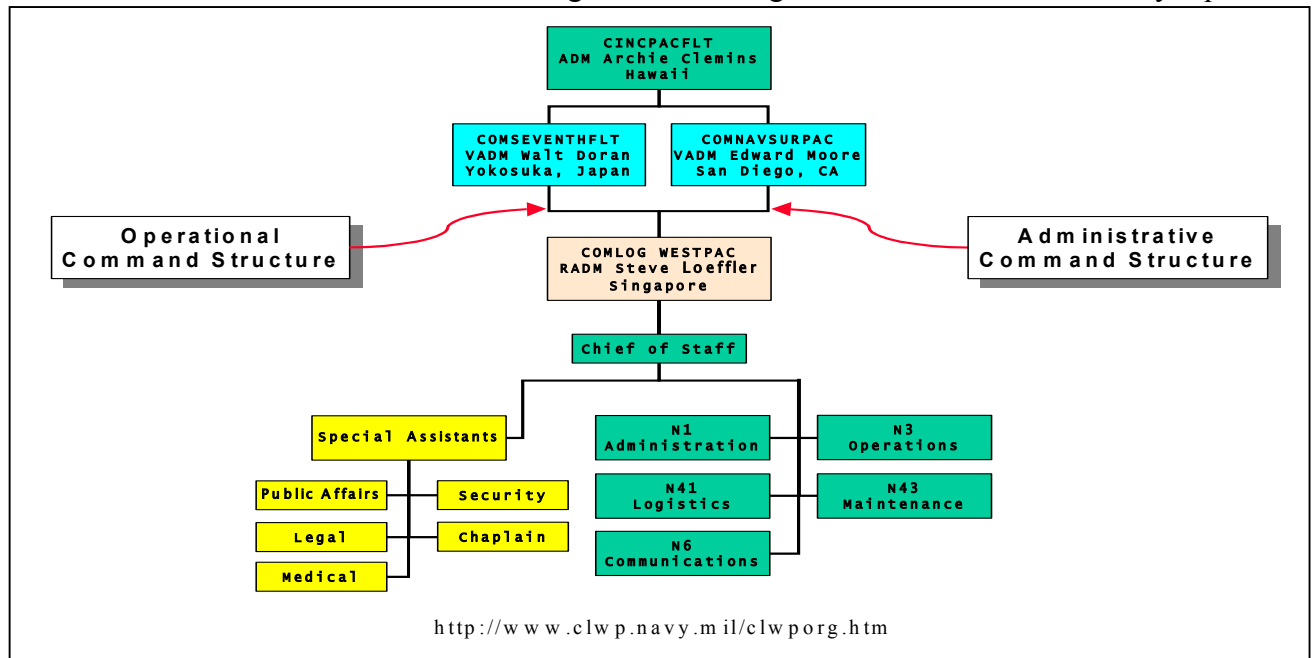 CINCPACFLT
ADM Archie Clemins
Hawaii
COMSEVENTHFLT
VADM Walt Doran
Yokosuka, Japan
COMNAVSURPAC
VADM Edward Moore
San Diego, CA
Operational
Command Structure
Administrative
Command Structure
COMLOG WESTPAC
RADM Steve Loeffler
Singapore
Chief of Staff
Special Assistants
Public Affairs
Security
Legal
Chaplain
Medical
N1
Administration
N3
Operations
N41
Logistics
N43
Maintenance
N6
Communications
http://www.clwp.navy.mil/clwporg.htm